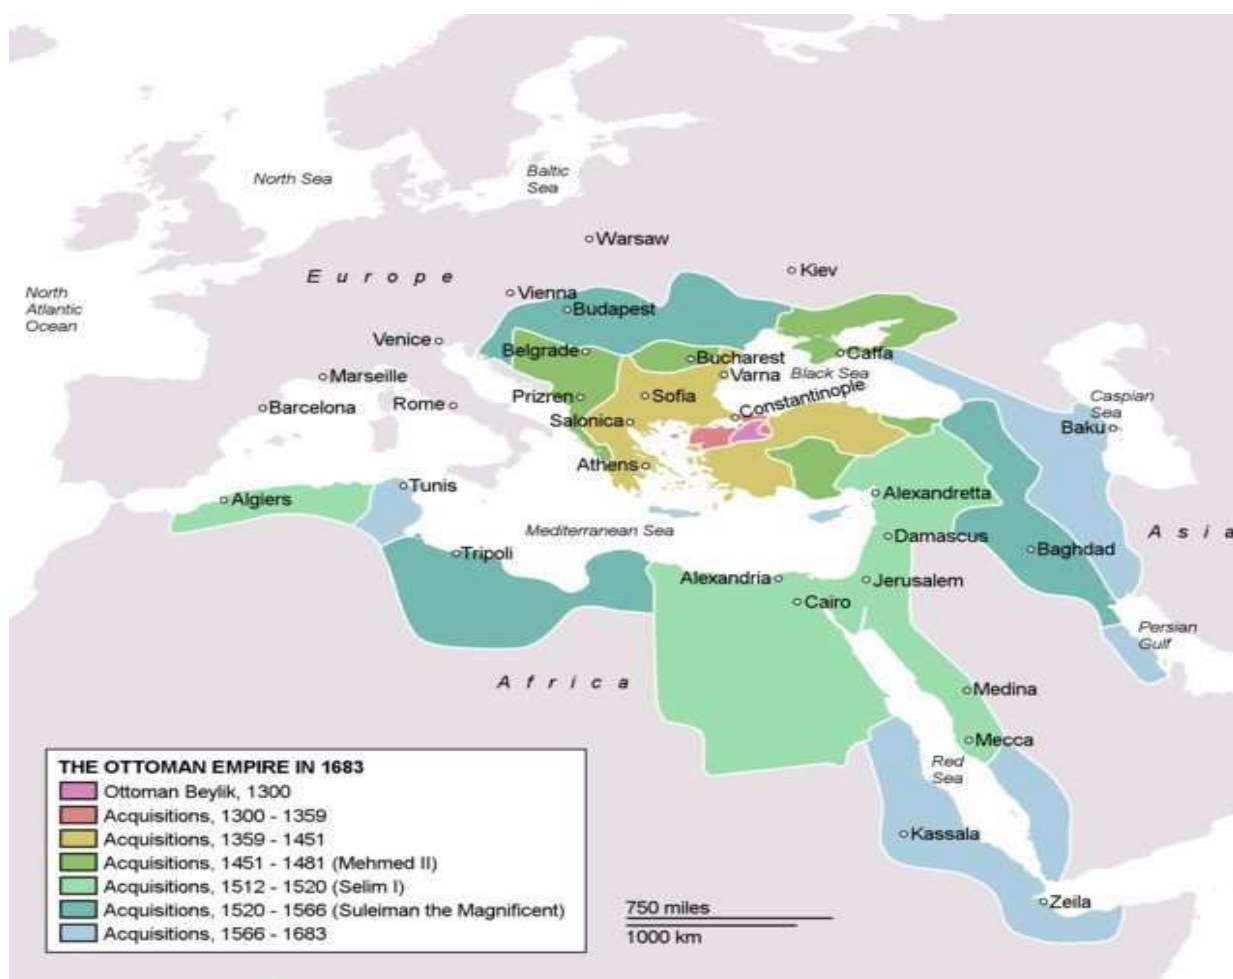 North Sea
Baltic
Sea
Warsaw
Europe
Kiev
North
Atlantic
Ocean
Vienna
Budapest
Venice
Belgrade
Bucharest
Caffa
Marseille
Varna
Black Sea
Barcelona
Rome
Prizren
Sofia
Constantinople
Caspian
Sea
Salonica
Baku
Athens
Algiers
Tunis
Alexandretta
Mediterranean Sea
Asia
Damascus
Baghdad
Tripoli
Alexandria
Jerusalem
Cairo
Persian
Gulf
Africa
Medina
Mecca
Red
Sea
Kassala
Zeila
THE OTTOMAN EMPIRE IN 1683
Ottoman Beylik, 1300
Acquisitions, 1300 - 1359
Acquisitions, 1359 - 1451
Acquisitions, 1451 - 1481 (Mehmed II)
Acquisitions, 1512 - 1520 (Selim I)
Acquisitions, 1520 - 1566 (Suleiman the Magnificent)
Acquisitions, 1566 - 1683
750 miles
1000 km